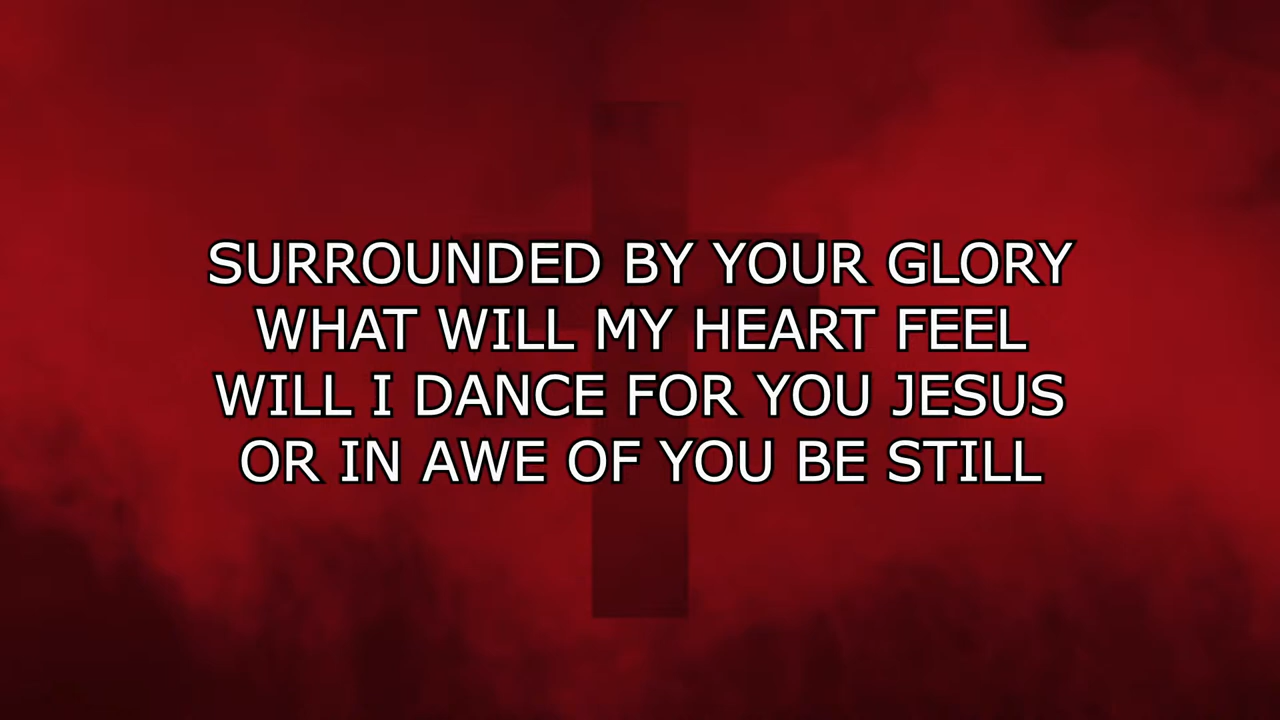 SURROUNDED BY YOUR GLORY
WHAT WILL MY HEART FEEL
WILL I DANCE FOR YOU JESUS
OR IN AWE OF YOU BE STILL